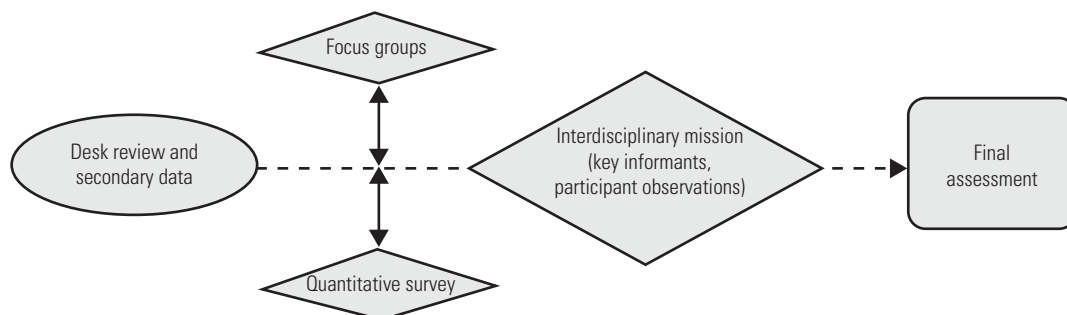 Focus groups
Desk review and
secondary data
Interdisciplinary mission
(key informants,
participant observations)
Final
assessment
Quantitative survey